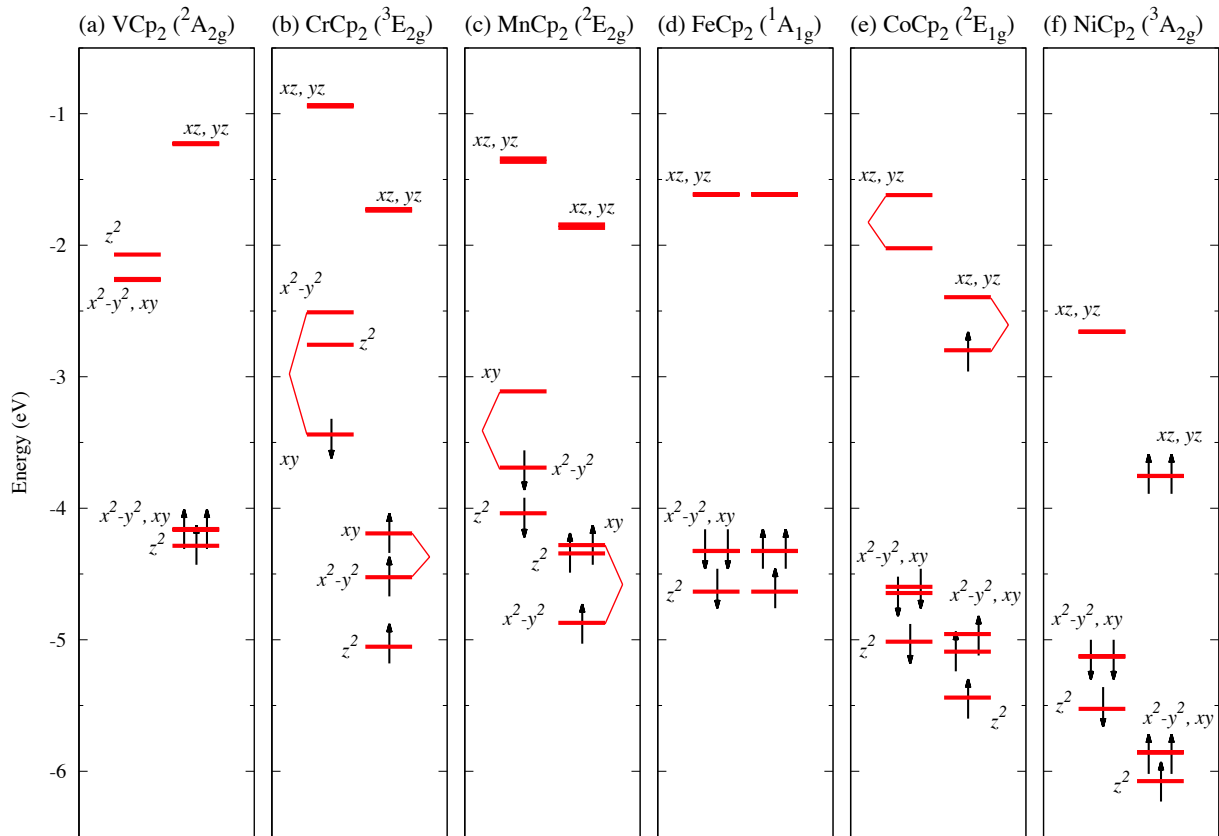 (a) VCp2 (2A2g)
(b) CrCp2 (3E2g)
(c) MnCp2 (2E2g)
(d) FeCp2 (1A1g)
(e) CoCp2 (2E1g)
(f) NiCp2 (3A2g)
Energy (eV)
-1
-2
-3
-4
-5
-6
xz, yz
z2
x2-y2, xy
x2-y2, xy
z2
xz, yz
xz, yz
x2-y2
z2
xy
xy
x2-y2
z2
xz, yz
xz, yz
xy
x2-y2
z2
xy
z2
x2-y2
xz, yz
x2-y2, xy
z2
xz, yz
xz, yz
x2-y2, xy
x2-y2, xy
z2
z2
xz, yz
xz, yz
x2-y2, xy
z2
x2-y2, xy
z2